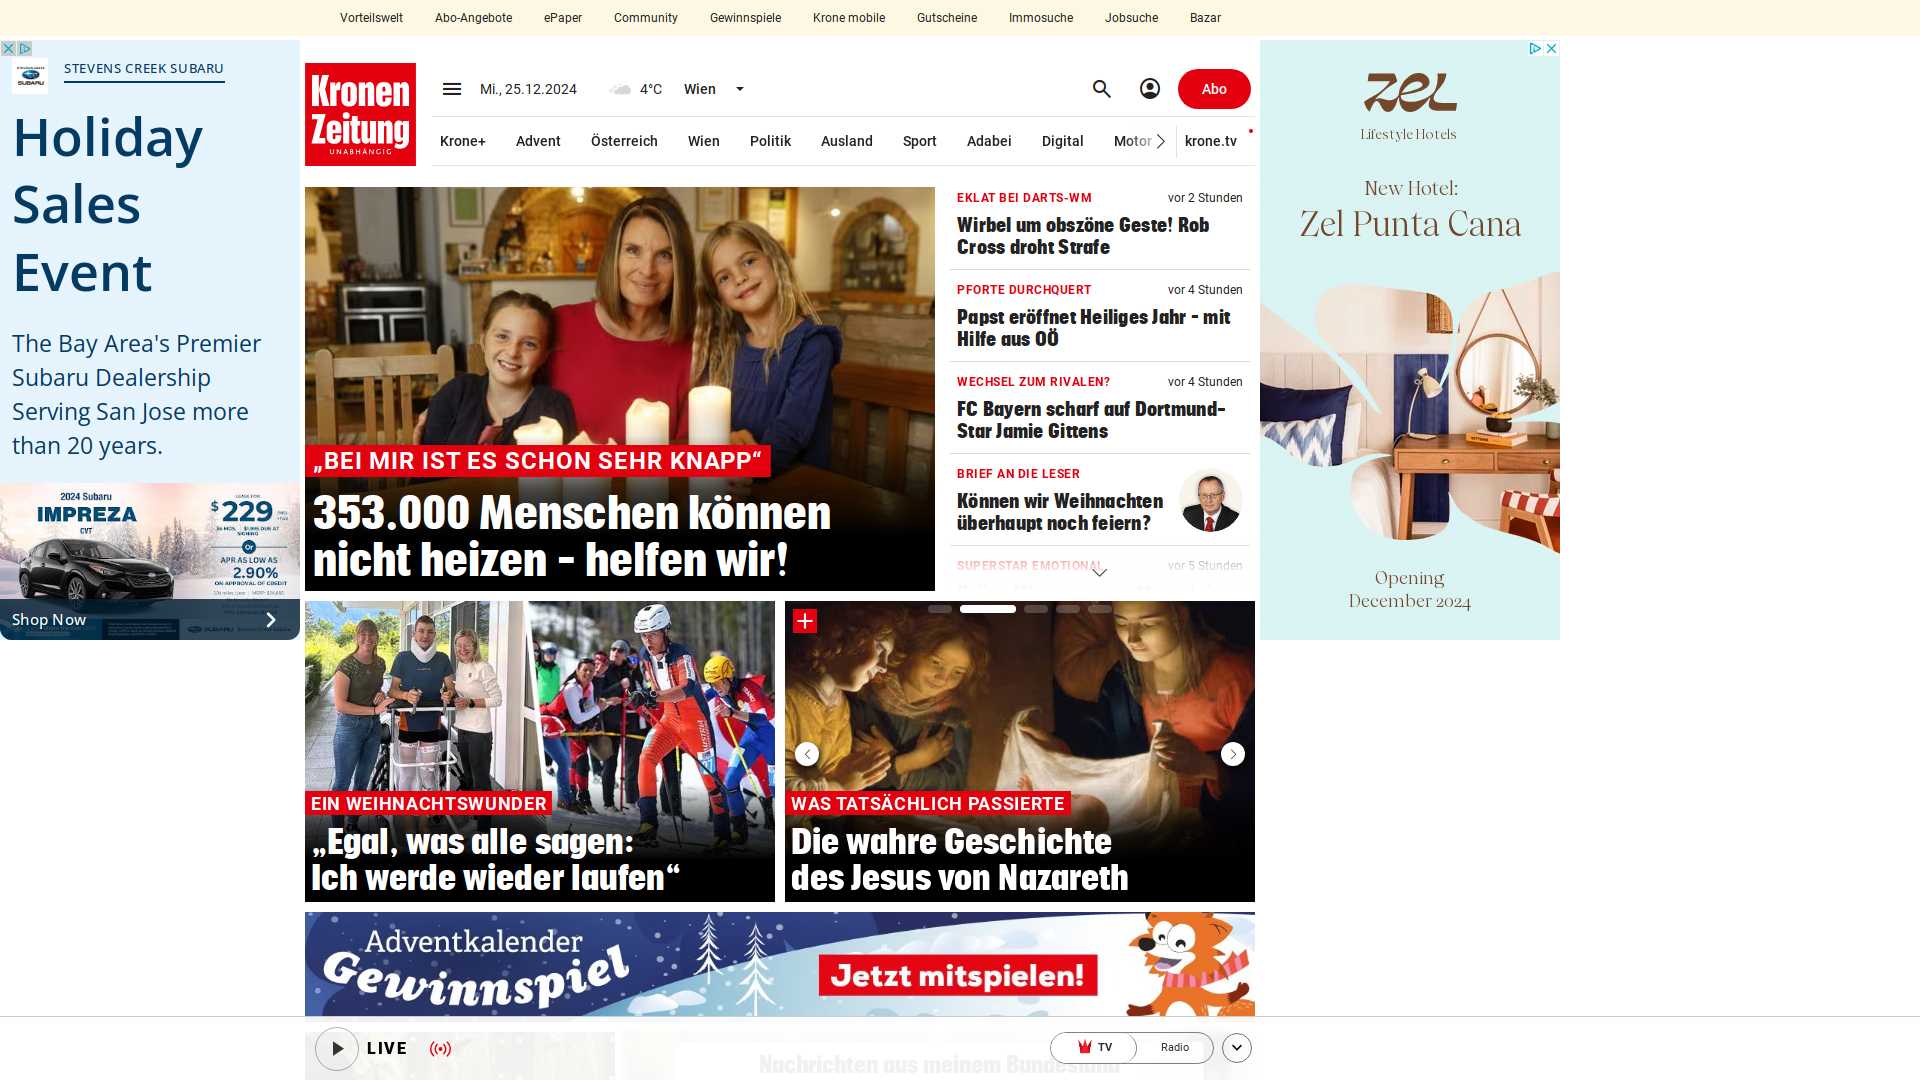 Vorteilswelt
Abo-Angebote
ePaper
Community
Gewinnspiele
Krone mobile
Gutscheine
Immosuche
Jobsuche
Bazar
STEVENS CREEK SUBARU
Holiday
Sales
Event
The Bay Area's Premier
Subaru Dealership
Serving San Jose more
than 20 years.
2024 Subaru
IMPREZA
CVT
$229
Or
APR AS LOW AS
2.90%
ON APPROVAL OF CREDIT
Shop Now
Kronen
Zeitung
UNABHÄNGIG
Mi., 25.12.2024
4°C
Wien
Abo
Krone+
Advent
Österreich
Wien
Politik
Ausland
Sport
Adabei
Digital
Motor
krone.tv
„BEI MIR IST ES SCHON SEHR KNAPP“
353.000 Menschen können
nicht heizen – helfen wir!
EKLAT BEI DARTS-WM
vor 2 Stunden
Wirbel um obszöne Geste! Rob
Cross droht Strafe
PFORTE DURCHQUERT
vor 4 Stunden
Papst eröffnet Heiliges Jahr – mit
Hilfe aus OÖ
WECHSEL ZUM RIVALEN?
vor 4 Stunden
FC Bayern scharf auf Dortmund-
Star Jamie Gittens
BRIEF AN DIE LESER
Können wir Weihnachten
überhaupt noch feiern?
SUPERSTAR EMOTIONAL
vor 5 Stunden
EIN WEIHNACHTSWUNDER
„Egal, was alle sagen:
Ich werde wieder laufen“
WAS TATSÄCHLICH PASSIERTE
Die wahre Geschichte
des Jesus von Nazareth
Adventkalender
Gewinnspiel
Jetzt mitspielen!
LIVE
Nachrichten aus meinem Bundesland
TV
Radio
zel
Lifestyle Hotels
New Hotel:
Zel Punta Cana
Opening
December 2024